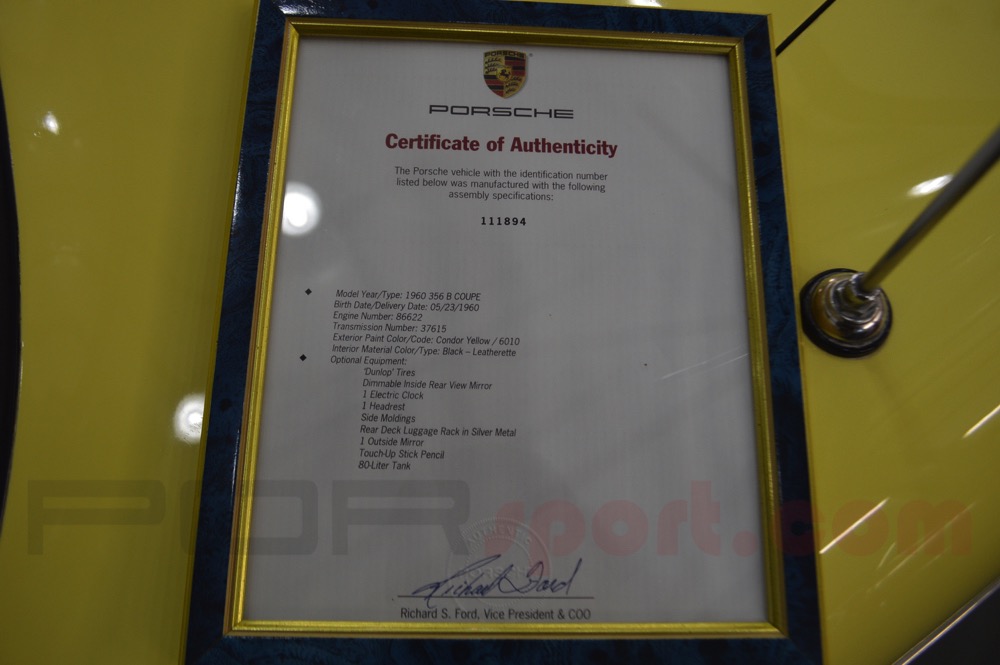 PORSCHE
PORSCHE
Certificate of Authenticity
The Porsche vehicle with the identification number
listed below was manufactured with the following
assembly specifications:
111894
Model Year/Type: 1960 356 B COUPE
Birth Date/Delivery Date: 05/23/1960
Engine Number: 86622
Transmission Number: 37615
Exterior Paint Color/Code: Condor Yellow / 6010
Interior Material Color/Type: Black – Leatherette
Optional Equipment:
'Dunlop' Tires
Dimmable Inside Rear View Mirror
1 Electric Clock
1 Headrest
Side Moldings
Rear Deck Luggage Rack in Silver Metal
1 Outside Mirror
Touch-Up Stick Pencil
80-Liter Tank
PORsport.com
Richard Ford
Richard S. Ford, Vice President & COO